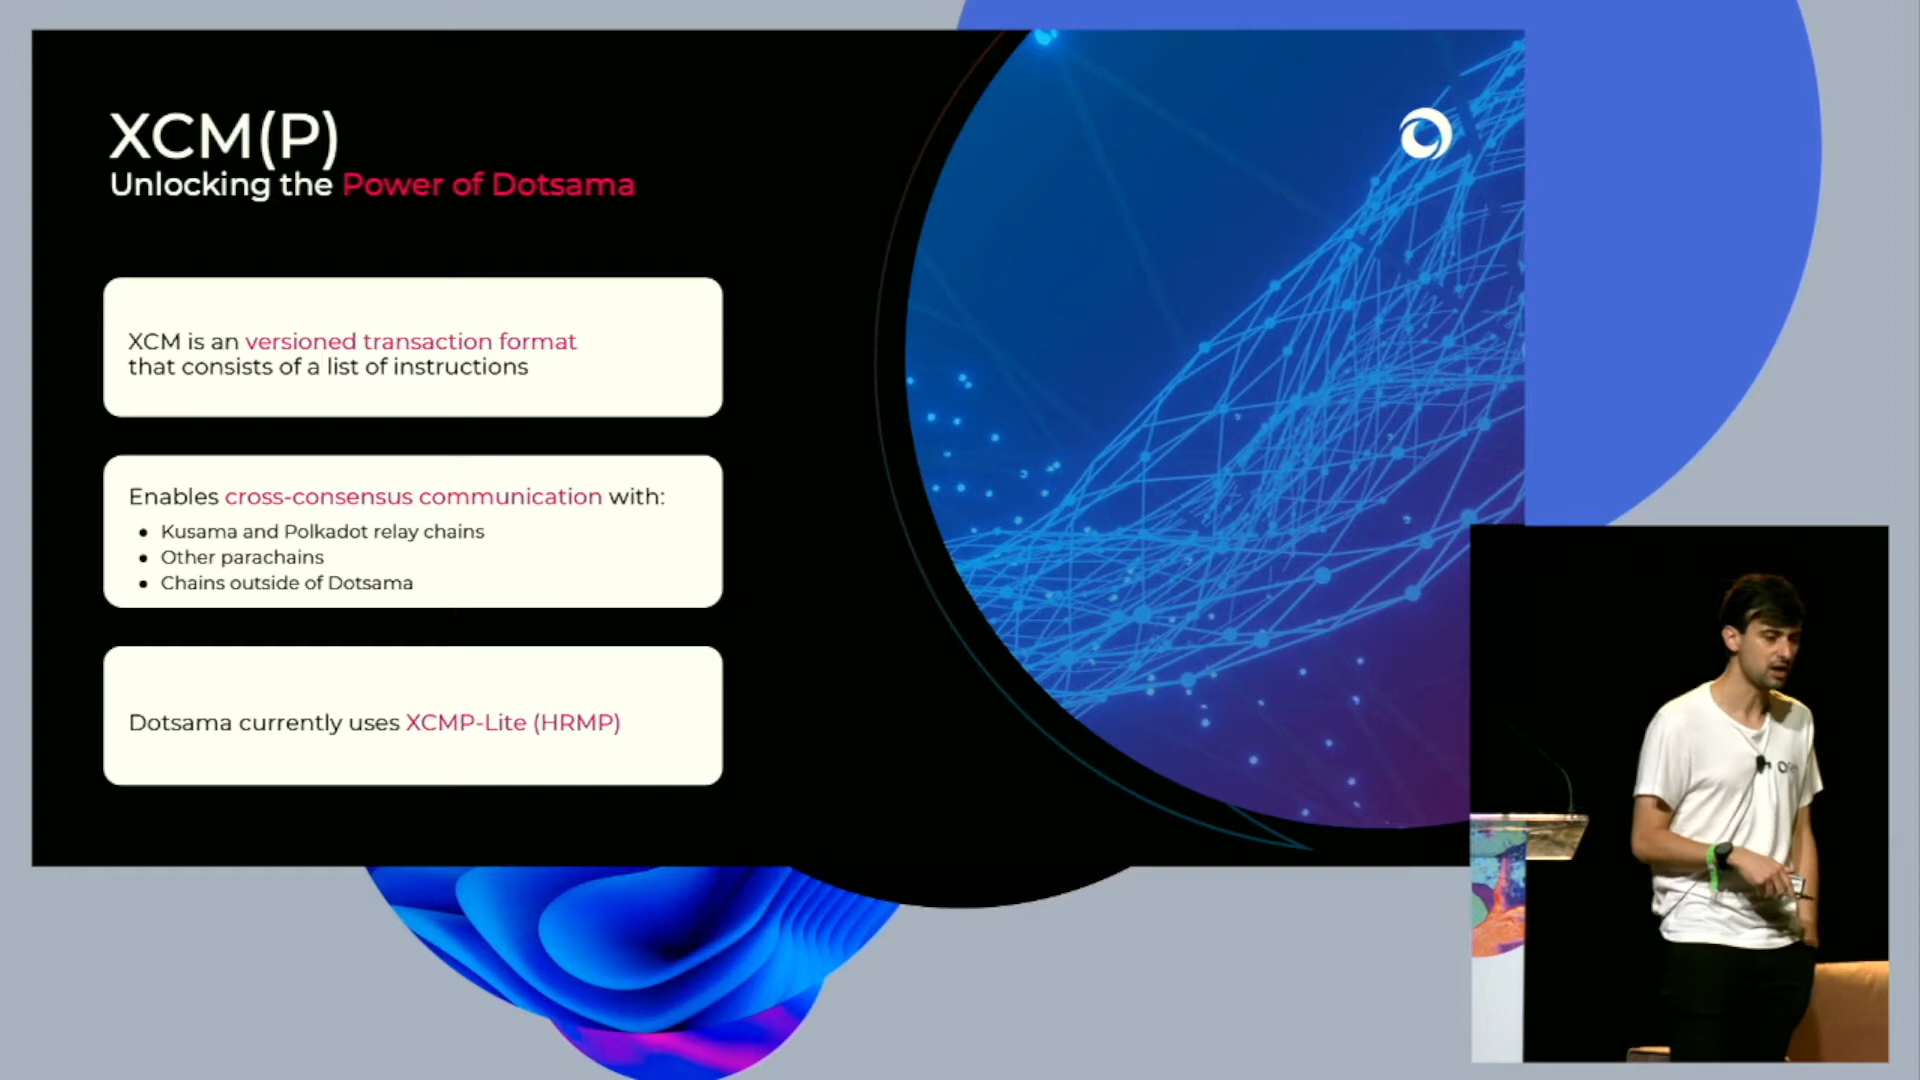 XCM(P)
Unlocking the Power of Dotsama
XCM is an versioned transaction format
that consists of a list of instructions
Enables cross-consensus communication with:
• Kusama and Polkadot relay chains
• Other parachains
• Chains outside of Dotsama
Dotsama currently uses XCMP-Lite (HRMP)